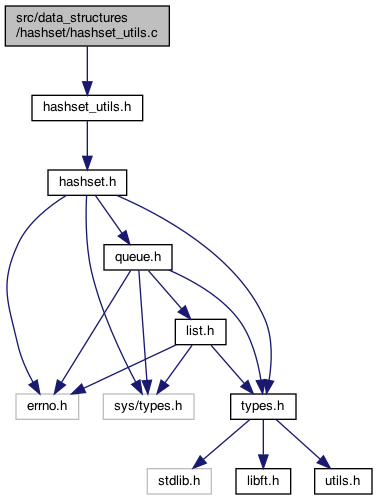 src/data_structures
/hashset/hashset_utils.c
hashset_utils.h
hashset.h
queue.h
list.h
errno.h
sys/types.h
types.h
stdlib.h
libft.h
utils.h